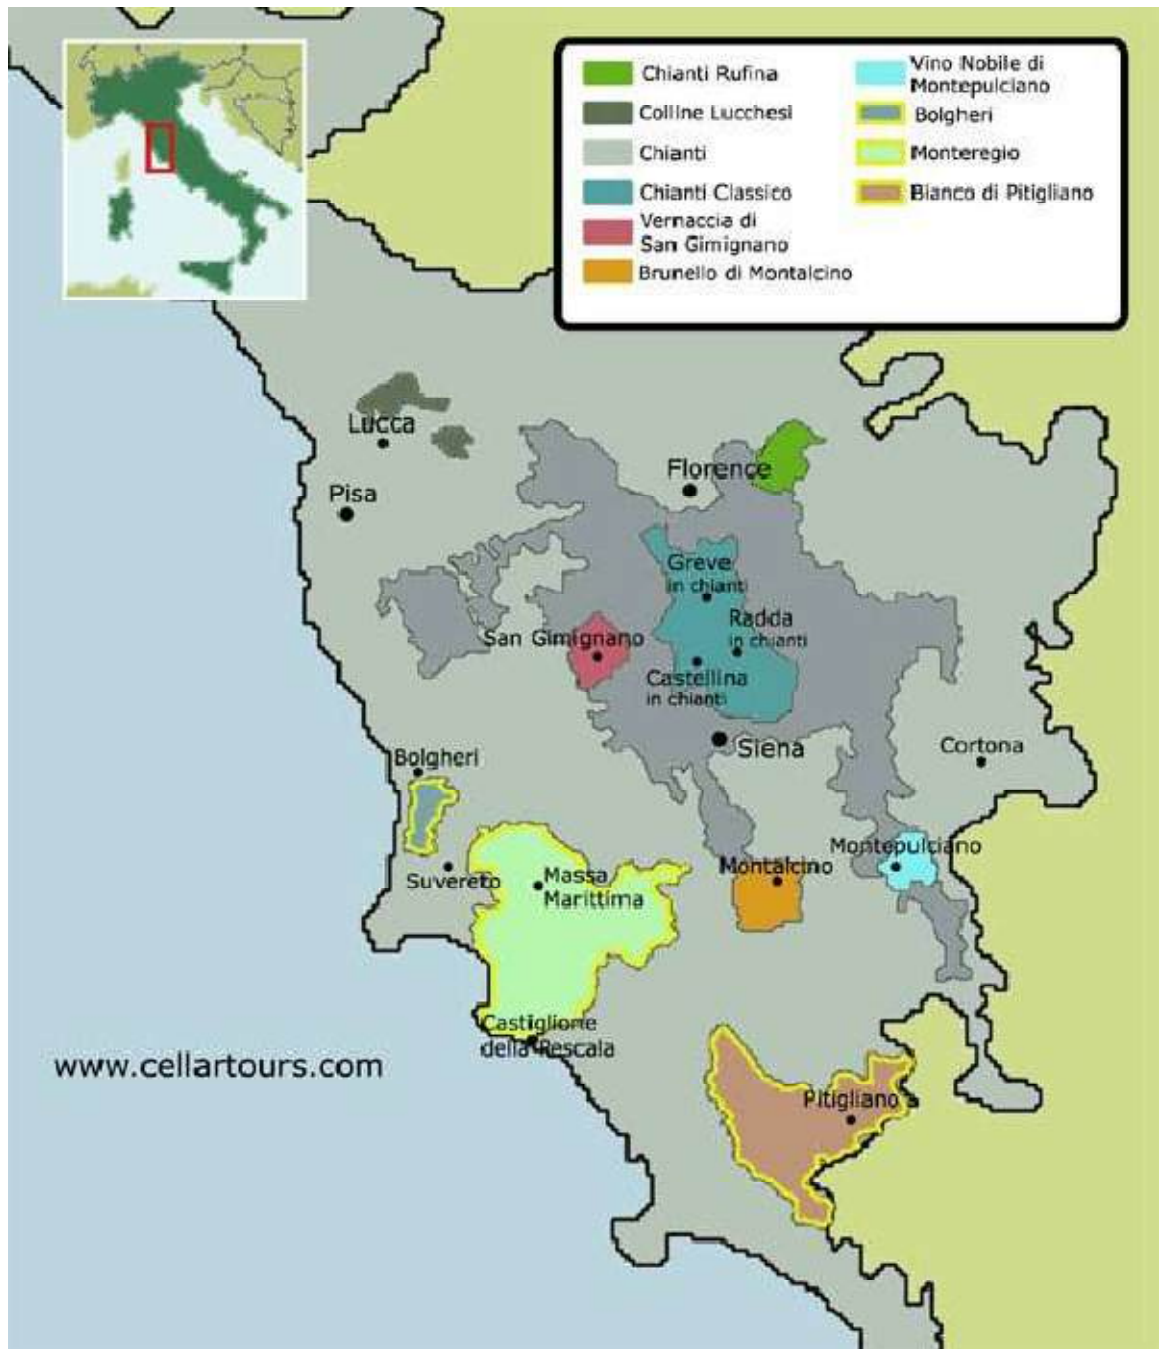 Chianti Rufina
Colline Lucchesi
Chianti
Chianti Classico
Vernaccia di
San Gimignano
Brunello di Montalcino
Vino Nobile di
Montepulciano
Bolgheri
Monteregio
Bianco di Pitigliano
Lucca
Florence
Pisa
Greve
in chianti
Radda
in chianti
San Gimignano
Castellina
in chianti
Siena
Cortona
Bolgheri
Montepulciano
Montalcino
Suvereto
Massa
Marittima
Castiglione
della Pescala
www.cellartours.com
Pitigliano